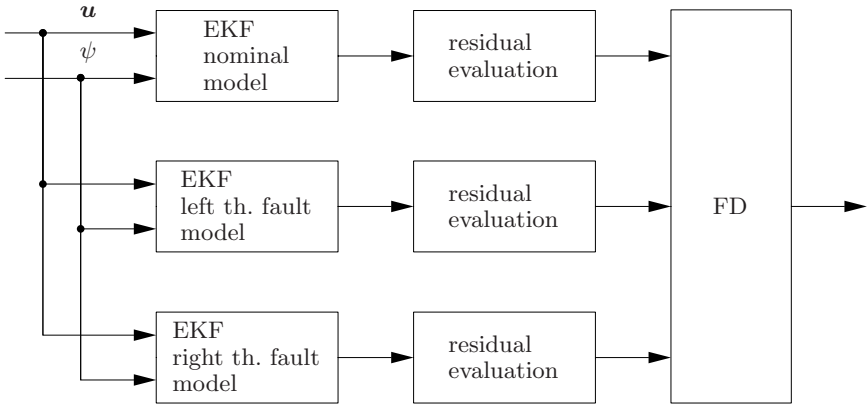 u
ψ
EKF
nominal
model
residual
evaluation
EKF
left th. fault
model
residual
evaluation
FD
EKF
right th. fault
model
residual
evaluation